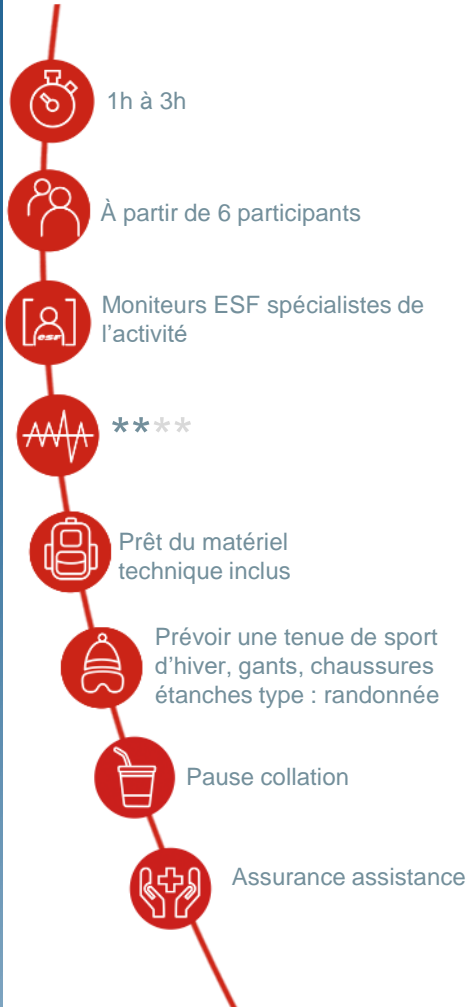 1h à 3h
À partir de 6 participants
Moniteurs ESF spécialistes de
l’activité
esf
****
Prêt du matériel
technique inclus
Prévoir une tenue de sport
d’hiver, gants, chaussures
étanches type : randonnée
Pause collation
Assurance assistance